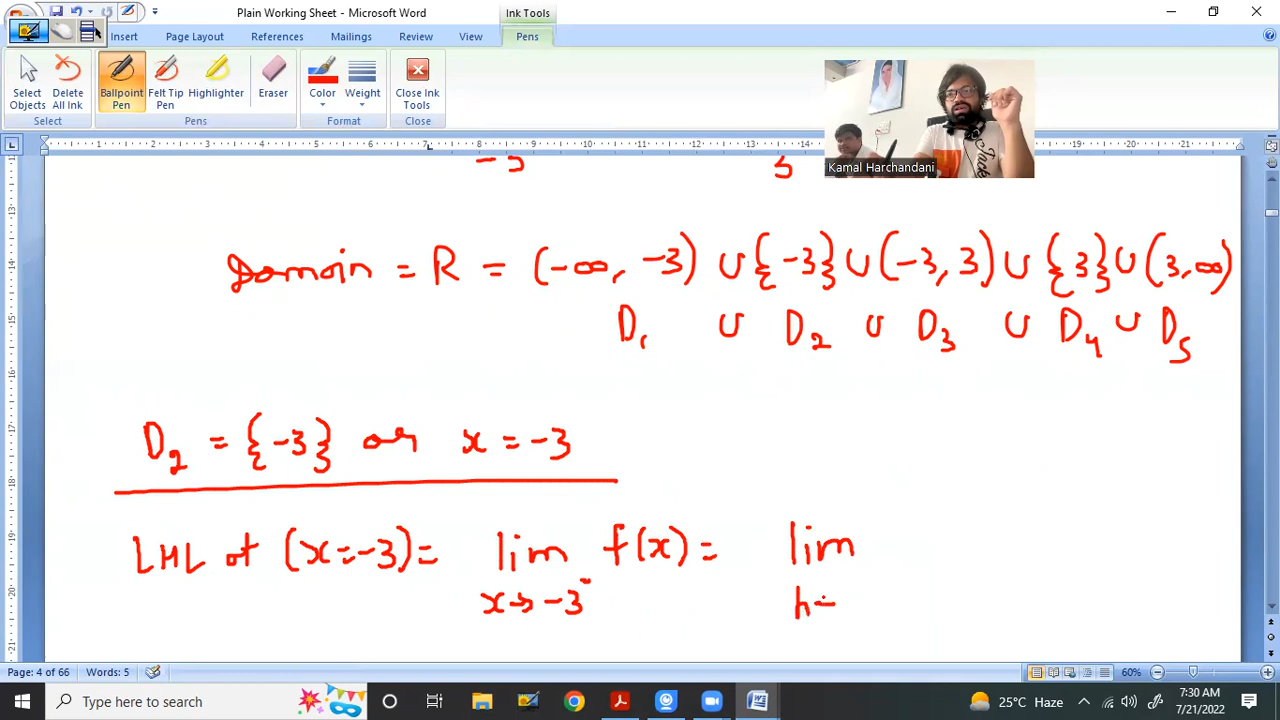 Plain Working Sheet - Microsoft Word
Ink Tools
Insert Page Layout References Mailings Review View Pens
Select Objects
Delete All Ink
Ballpoint Pen
Felt Tip Pen
Highlighter
Eraser
Color
Weight
Close Ink Tools
Select Pens Format Close
Kamal Harchandani
-3 3
Domain = R = (-∞, -3) ∪ {-3} ∪ (-3, 3) ∪ {3} ∪ (3, ∞)
D₁ ∪ D₂ ∪ D₃ ∪ D₄ ∪ D₅
D₂ = {-3} or x = -3
LHL at (x=-3) = lim f(x) = lim
x→ -3⁻ h-
Page: 4 of 66 Words: 5 60%
Type here to search
25°C Haze
7:30 AM
7/21/2022